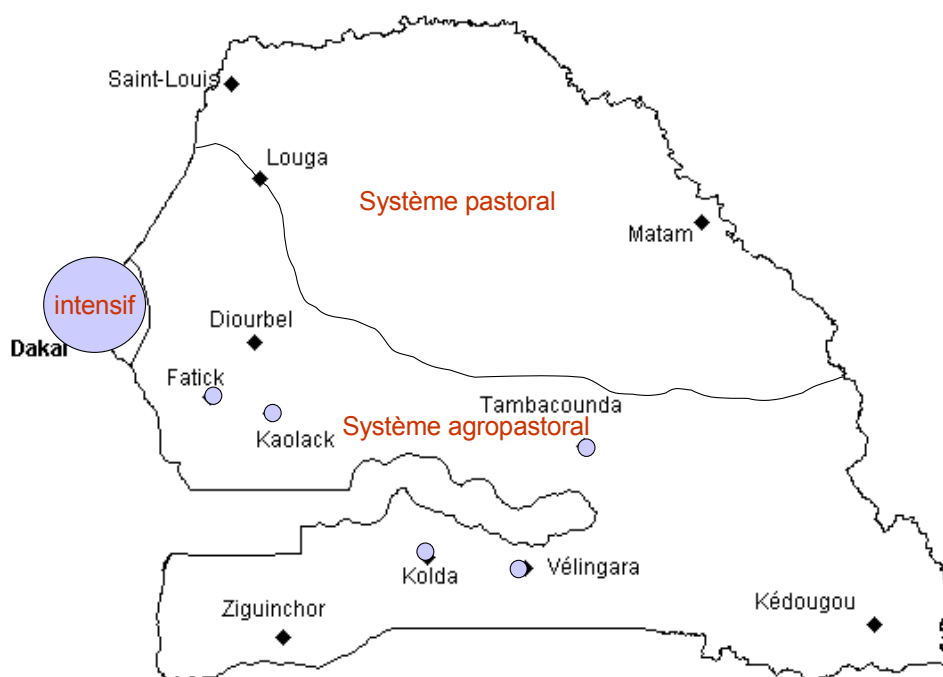 Saint-Louis
Louga
Système pastoral
Matam
intensif
Diourbel
Dakar
Fatick
Tambacounda
Kaolack
Système agropastoral
Kolda
Vélingara
Ziguinchor
Kédougou